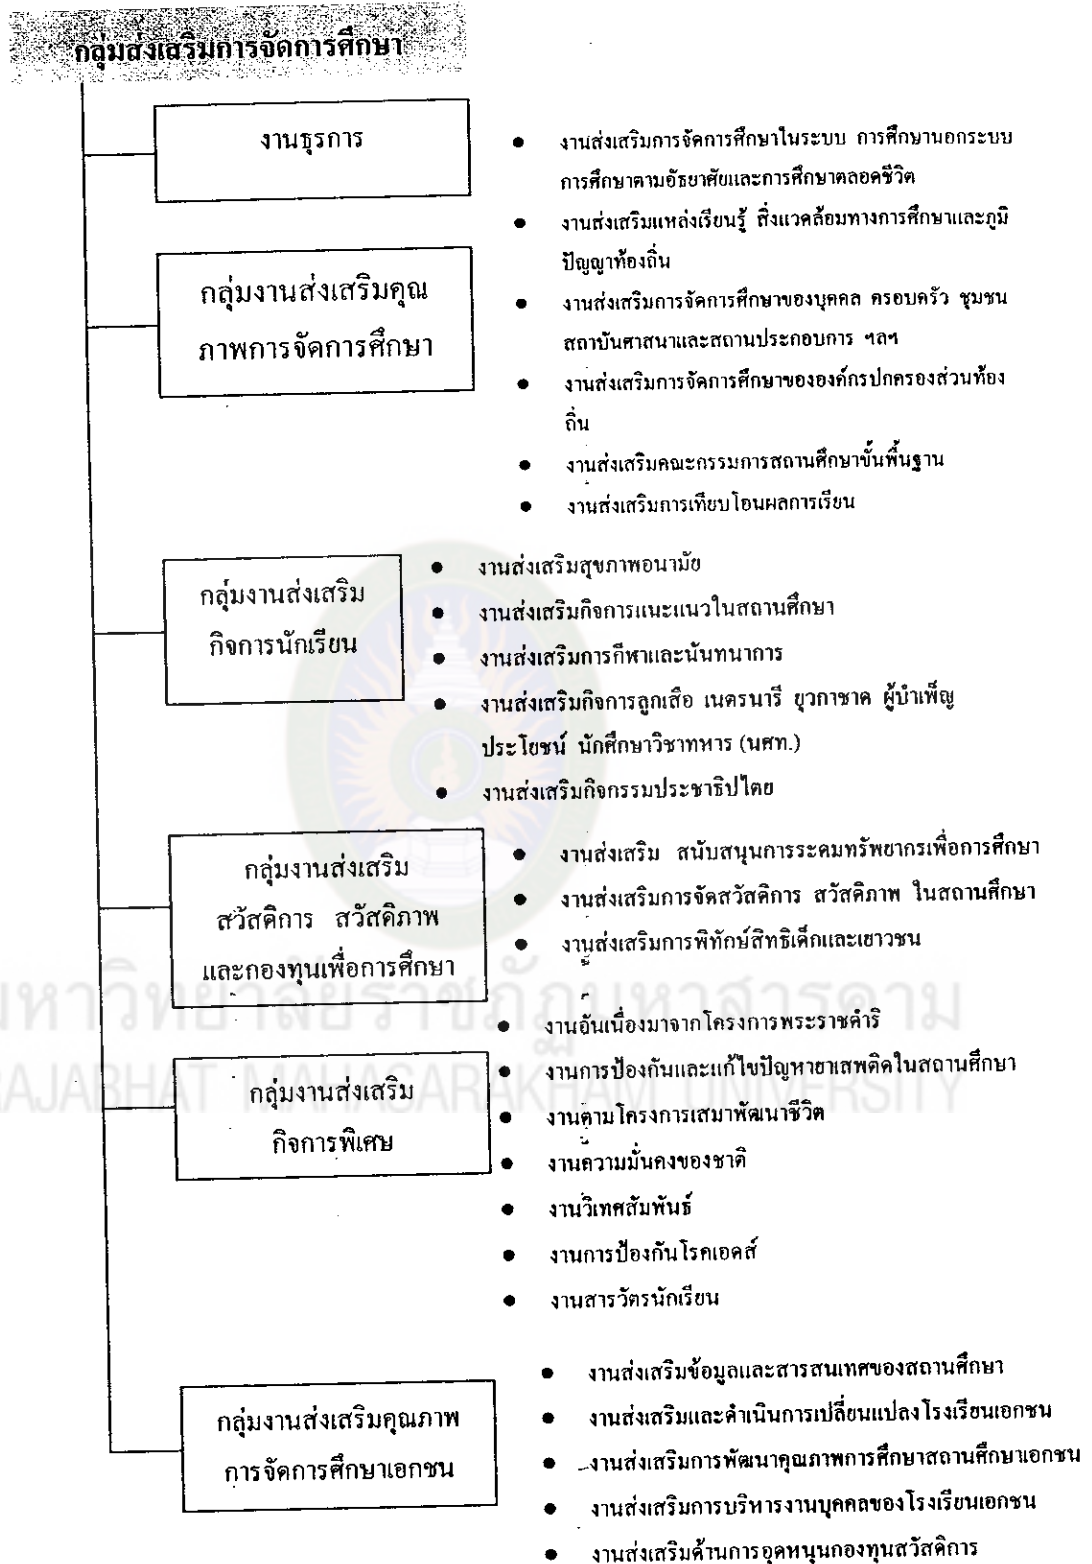 กลุ่มส่งเสริมการจัดการศึกษา
งานธุรการ
● งานส่งเสริมการจัดการศึกษาในระบบ การศึกษานอกระบบ
การศึกษาตามอัธยาศัยและการศึกษาตลอดชีวิต
● งานส่งเสริมแหล่งเรียนรู้ สิ่งแวดล้อมทางการศึกษาและภูมิ
ปัญญาท้องถิ่น
กลุ่มงานส่งเสริมคุณ
ภาพการจัดการศึกษา
● งานส่งเสริมการจัดการศึกษาของบุคคล ครอบครัว ชุมชน
สถาบันศาสนาและสถานประกอบการ ฯลฯ
● งานส่งเสริมการจัดการศึกษาขององค์กรปกครองส่วนท้อง
ถิ่น
● งานส่งเสริมคณะกรรมการสถานศึกษาขั้นพื้นฐาน
● งานส่งเสริมการเทียบโอนผลการเรียน
กลุ่มงานส่งเสริม
กิจการนักเรียน
● งานส่งเสริมสุขภาพอนามัย
● งานส่งเสริมกิจการแนะแนวในสถานศึกษา
● งานส่งเสริมการกีฬาและนันทนาการ
● งานส่งเสริมกิจการลูกเสือ เนตรนารี ยุวกาชาด ผู้บำเพ็ญ
ประโยชน์ นักศึกษาวิชาทหาร (นศท.)
● งานส่งเสริมกิจกรรมประชาธิปไตย
กลุ่มงานส่งเสริม
สวัสดิการ สวัสดิภาพ
และกองทุนเพื่อการศึกษา
● งานส่งเสริม สนับสนุนการระดมทรัพยากรเพื่อการศึกษา
● งานส่งเสริมการจัดสวัสดิการ สวัสดิภาพ ในสถานศึกษา
● งานส่งเสริมการพิทักษ์สิทธิเด็กและเยาวชน
มหาวิทยาลัยราชภัฏมหาสารคาม
RAJABHAT MAHASARAKHAM UNIVERSITY
กลุ่มงานส่งเสริม
กิจการพิเศษ
● งานอันเนื่องมาจากโครงการพระราชดำริ
● งานการป้องกันและแก้ไขปัญหายาเสพติดในสถานศึกษา
● งานตามโครงการเสมาพัฒนาชีวิต
● งานความมั่นคงของชาติ
● งานวิเทศสัมพันธ์
● งานการป้องกันโรคเอดส์
● งานสารวัตรนักเรียน
กลุ่มงานส่งเสริมคุณภาพ
การจัดการศึกษาเอกชน
● งานส่งเสริมข้อมูลและสารสนเทศของสถานศึกษา
● งานส่งเสริมและดำเนินการเปลี่ยนแปลงโรงเรียนเอกชน
● งานส่งเสริมการพัฒนาคุณภาพการศึกษาสถานศึกษาเอกชน
● งานส่งเสริมการบริหารงานบุคคลของโรงเรียนเอกชน
● งานส่งเสริมด้านการอุดหนุนกองทุนสวัสดิการ